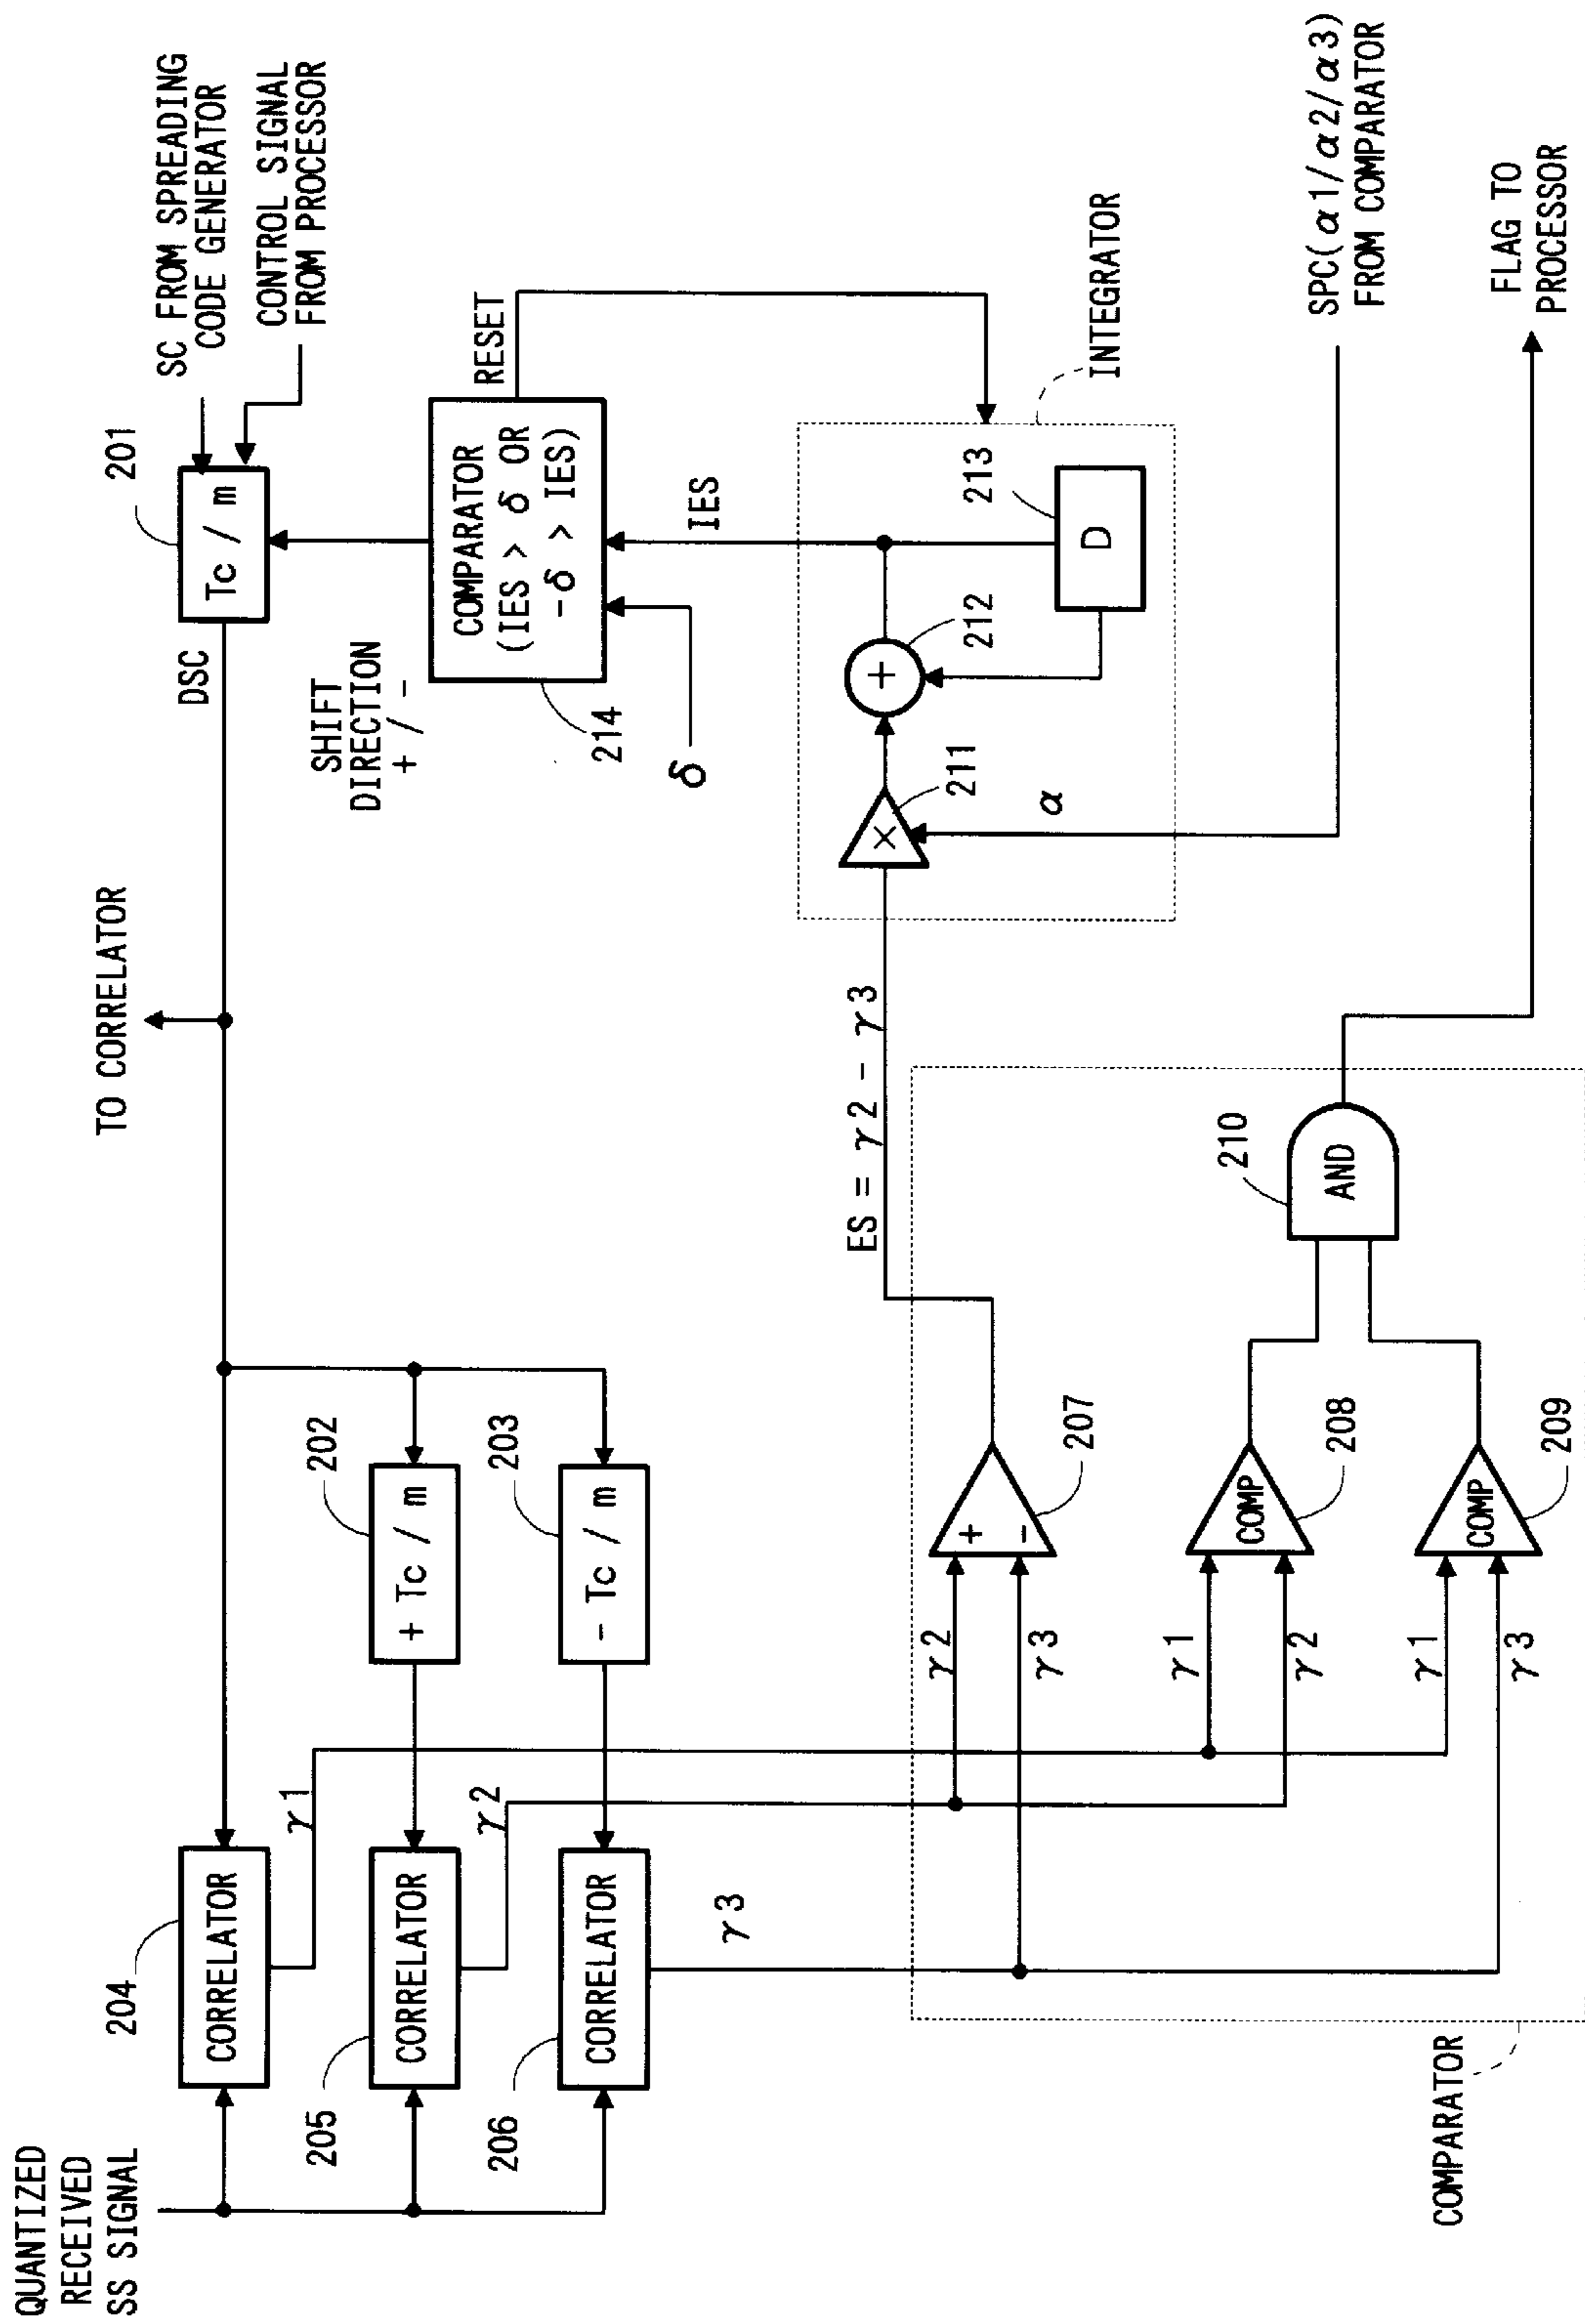 QUANTIZED
RECEIVED
SS SIGNAL
204
CORRELATOR
205
CORRELATOR
206
CORRELATOR
γ1
γ2
γ3
TO CORRELATOR
DSC
201
Tc / m
SC FROM SPREADING
CODE GENERATOR
CONTROL SIGNAL
FROM PROCESSOR
202
+ Tc / m
203
- Tc / m
SHIFT
DIRECTION
+ / -
COMPARATOR
(IES > δ OR
-δ > IES)
214
δ
RESET
IES
INTEGRATOR
213
D
212
+
211
×
α
SPC(α1/α2/α3)
FROM COMPARATOR
ES = γ2 - γ3
γ2
γ3
+
-
207
γ1
γ2
COMP
208
γ1
γ3
COMP
209
210
AND
FLAG TO
PROCESSOR
COMPARATOR